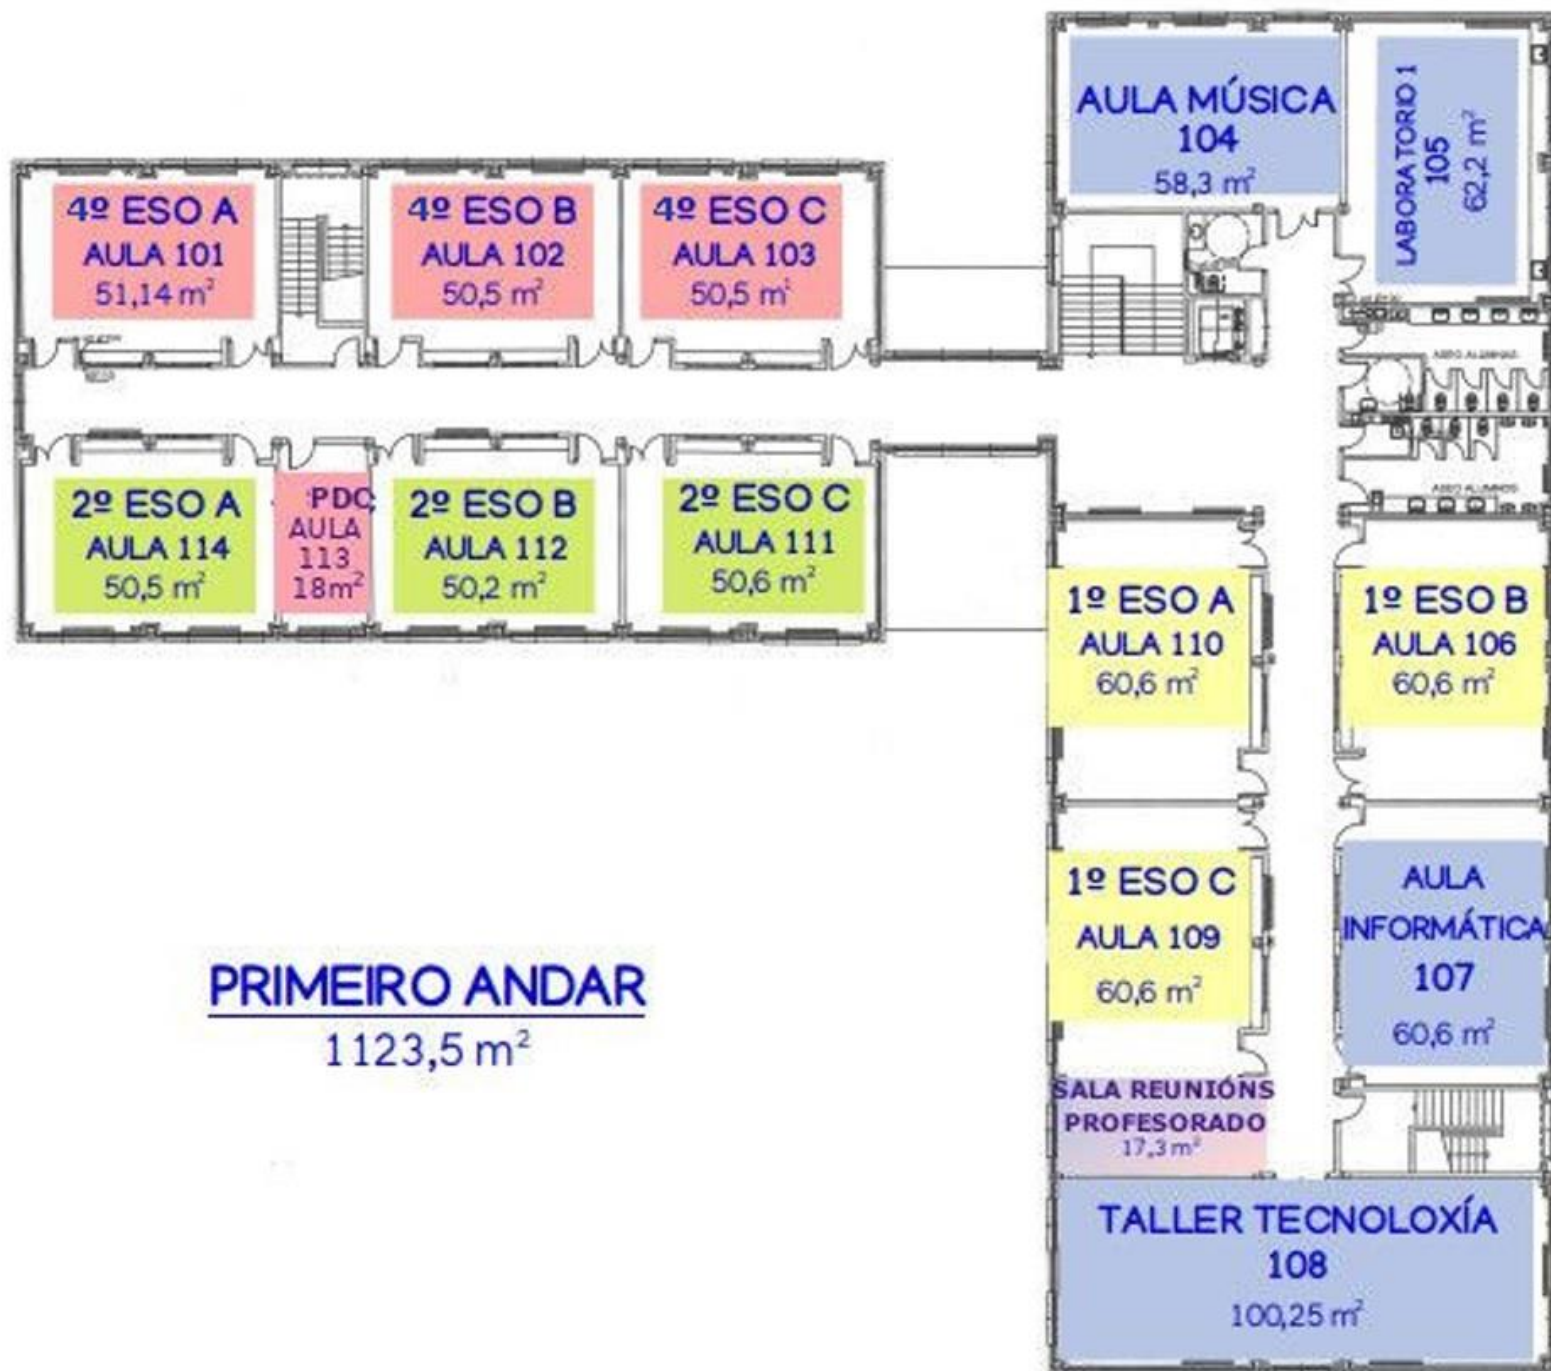 AULA MÚSICA
104
58,3 m²
LABORATORIO 1
105
62,2 m²
4º ESO A
AULA 101
51,14 m²
4º ESO B
AULA 102
50,5 m²
4º ESO C
AULA 103
50,5 m²
ASEO ALUMNAS
ASEO ALUMNOS
2º ESO A
AULA 114
50,5 m²
PDC
AULA
113
18m²
2º ESO B
AULA 112
50,2 m²
2º ESO C
AULA 111
50,6 m²
1º ESO A
AULA 110
60,6 m²
1º ESO B
AULA 106
60,6 m²
1º ESO C
AULA 109
60,6 m²
AULA
INFORMÁTICA
107
60,6 m²
PRIMEIRO ANDAR
1123,5 m²
SALA REUNIÓNS
PROFESORADO
17,3 m²
TALLER TECNOLOXÍA
108
100,25 m²